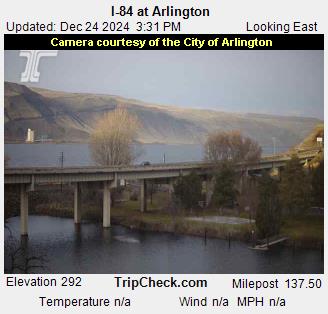 I-84 at Arlington
Updated: Dec 24 2024 3:31 PM Looking East
Camera courtesy of the City of Arlington
Elevation 292 TripCheck.com Milepost 137.50
Temperature n/a Wind n/a MPH n/a